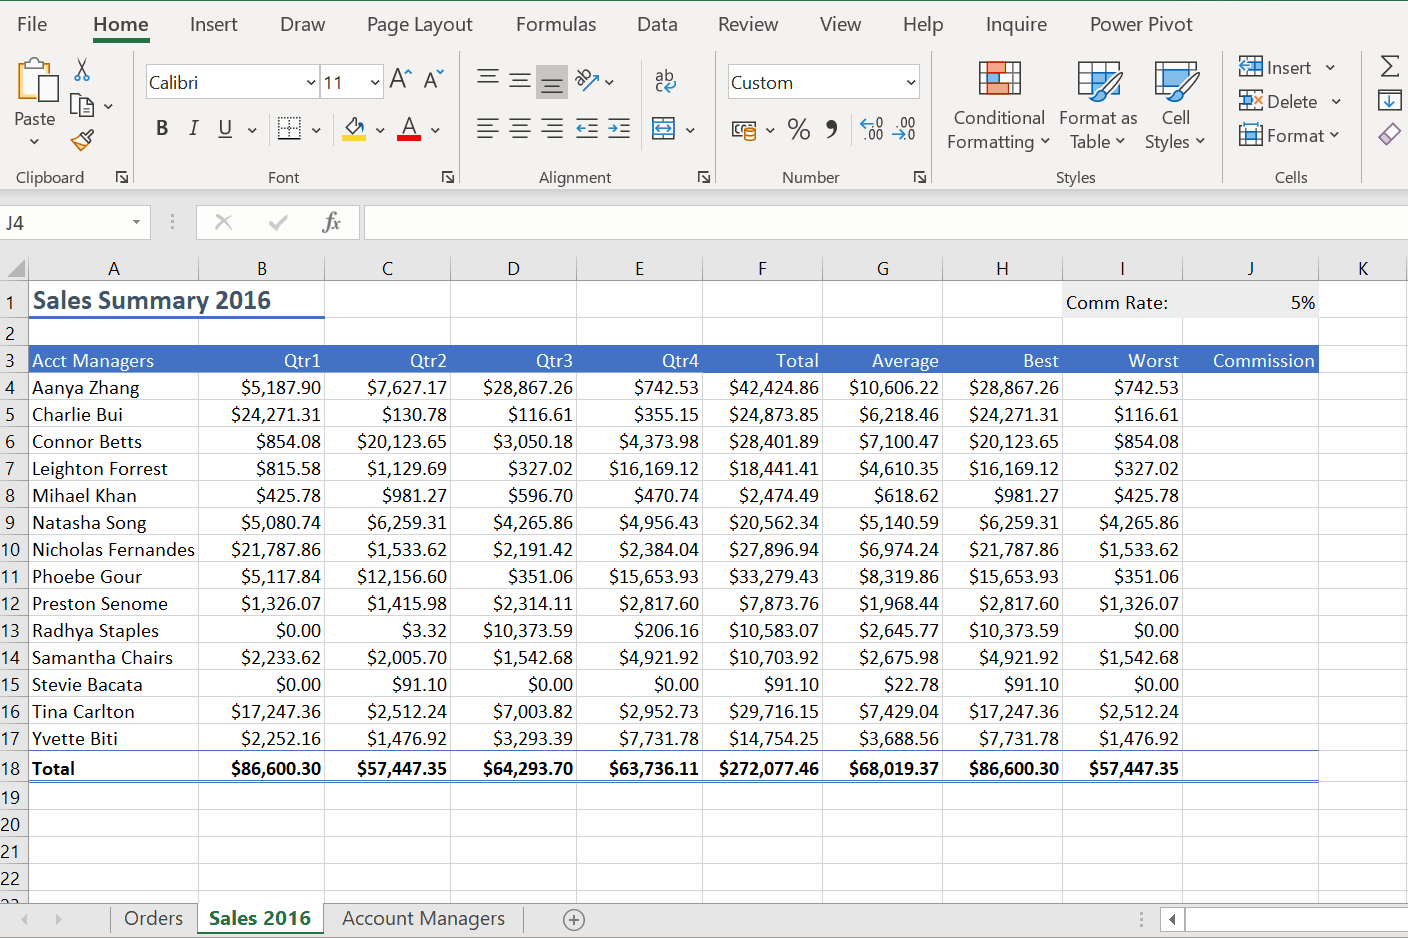 File Home Insert Draw Page Layout Formulas Data Review View Help Inquire Power Pivot
Calibri 11 A A ab Custom Insert
Paste Conditional Format as Cell Delete
B I U A % .00 .00 Formatting Table Styles Format
Clipboard Font Alignment Number Styles Cells
J4 fx
A B C D E F G H I J K
1 Sales Summary 2016 Comm Rate: 5%
2
3 Acct Managers Qtr1 Qtr2 Qtr3 Qtr4 Total Average Best Worst Commission
4 Aanya Zhang $5,187.90 $7,627.17 $28,867.26 $742.53 $42,424.86 $10,606.22 $28,867.26 $742.53
5 Charlie Bui $24,271.31 $130.78 $116.61 $355.15 $24,873.85 $6,218.46 $24,271.31 $116.61
6 Connor Betts $854.08 $20,123.65 $3,050.18 $4,373.98 $28,401.89 $7,100.47 $20,123.65 $854.08
7 Leighton Forrest $815.58 $1,129.69 $327.02 $16,169.12 $18,441.41 $4,610.35 $16,169.12 $327.02
8 Mihael Khan $425.78 $981.27 $596.70 $470.74 $2,474.49 $618.62 $981.27 $425.78
9 Natasha Song $5,080.74 $6,259.31 $4,265.86 $4,956.43 $20,562.34 $5,140.59 $6,259.31 $4,265.86
10 Nicholas Fernandes $21,787.86 $1,533.62 $2,191.42 $2,384.04 $27,896.94 $6,974.24 $21,787.86 $1,533.62
11 Phoebe Gour $5,117.84 $12,156.60 $351.06 $15,653.93 $33,279.43 $8,319.86 $15,653.93 $351.06
12 Preston Senome $1,326.07 $1,415.98 $2,314.11 $2,817.60 $7,873.76 $1,968.44 $2,817.60 $1,326.07
13 Radhya Staples $0.00 $3.32 $10,373.59 $206.16 $10,583.07 $2,645.77 $10,373.59 $0.00
14 Samantha Chairs $2,233.62 $2,005.70 $1,542.68 $4,921.92 $10,703.92 $2,675.98 $4,921.92 $1,542.68
15 Stevie Bacata $0.00 $91.10 $0.00 $0.00 $91.10 $22.78 $91.10 $0.00
16 Tina Carlton $17,247.36 $2,512.24 $7,003.82 $2,952.73 $29,716.15 $7,429.04 $17,247.36 $2,512.24
17 Yvette Biti $2,252.16 $1,476.92 $3,293.39 $7,731.78 $14,754.25 $3,688.56 $7,731.78 $1,476.92
18 Total $86,600.30 $57,447.35 $64,293.70 $63,736.11 $272,077.46 $68,019.37 $86,600.30 $57,447.35
19
20
21
22
Orders Sales 2016 Account Managers